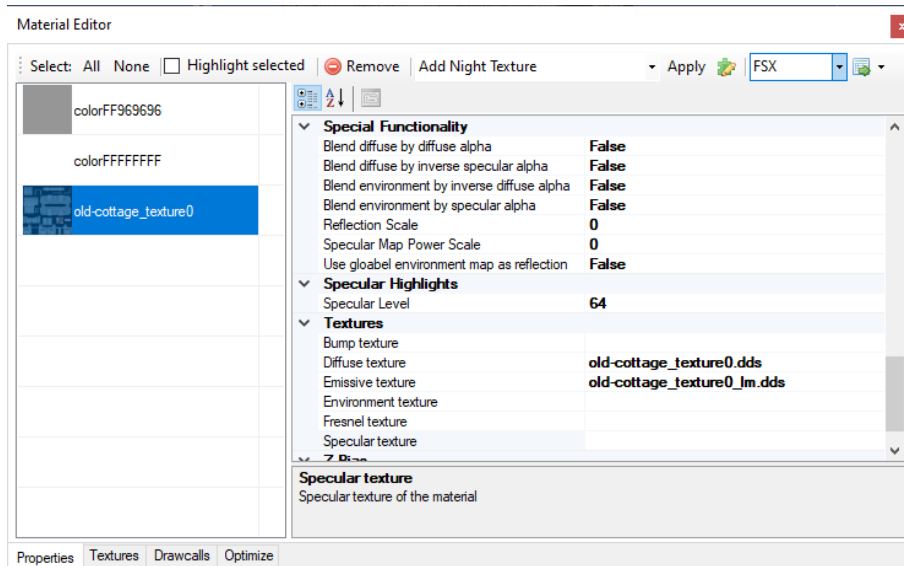 Material Editor
Select: All None Highlight selected Remove Add Night Texture Apply FSX
colorFF969696
colorFFFFFFFF
old-cottage_texture0
Special Functionality
Blend diffuse by diffuse alpha False
Blend diffuse by inverse specular alpha False
Blend environment by inverse diffuse alpha False
Blend environment by specular alpha False
Reflection Scale 0
Specular Map Power Scale 0
Use gloabel environment map as reflection False
Specular Highlights
Specular Level 64
Textures
Bump texture
Diffuse texture old-cottage_texture0.dds
Emissive texture old-cottage_texture0_lm.dds
Environment texture
Fresnel texture
Specular texture
Z Bias
Specular texture
Specular texture of the material
Properties Textures Drawcalls Optimize